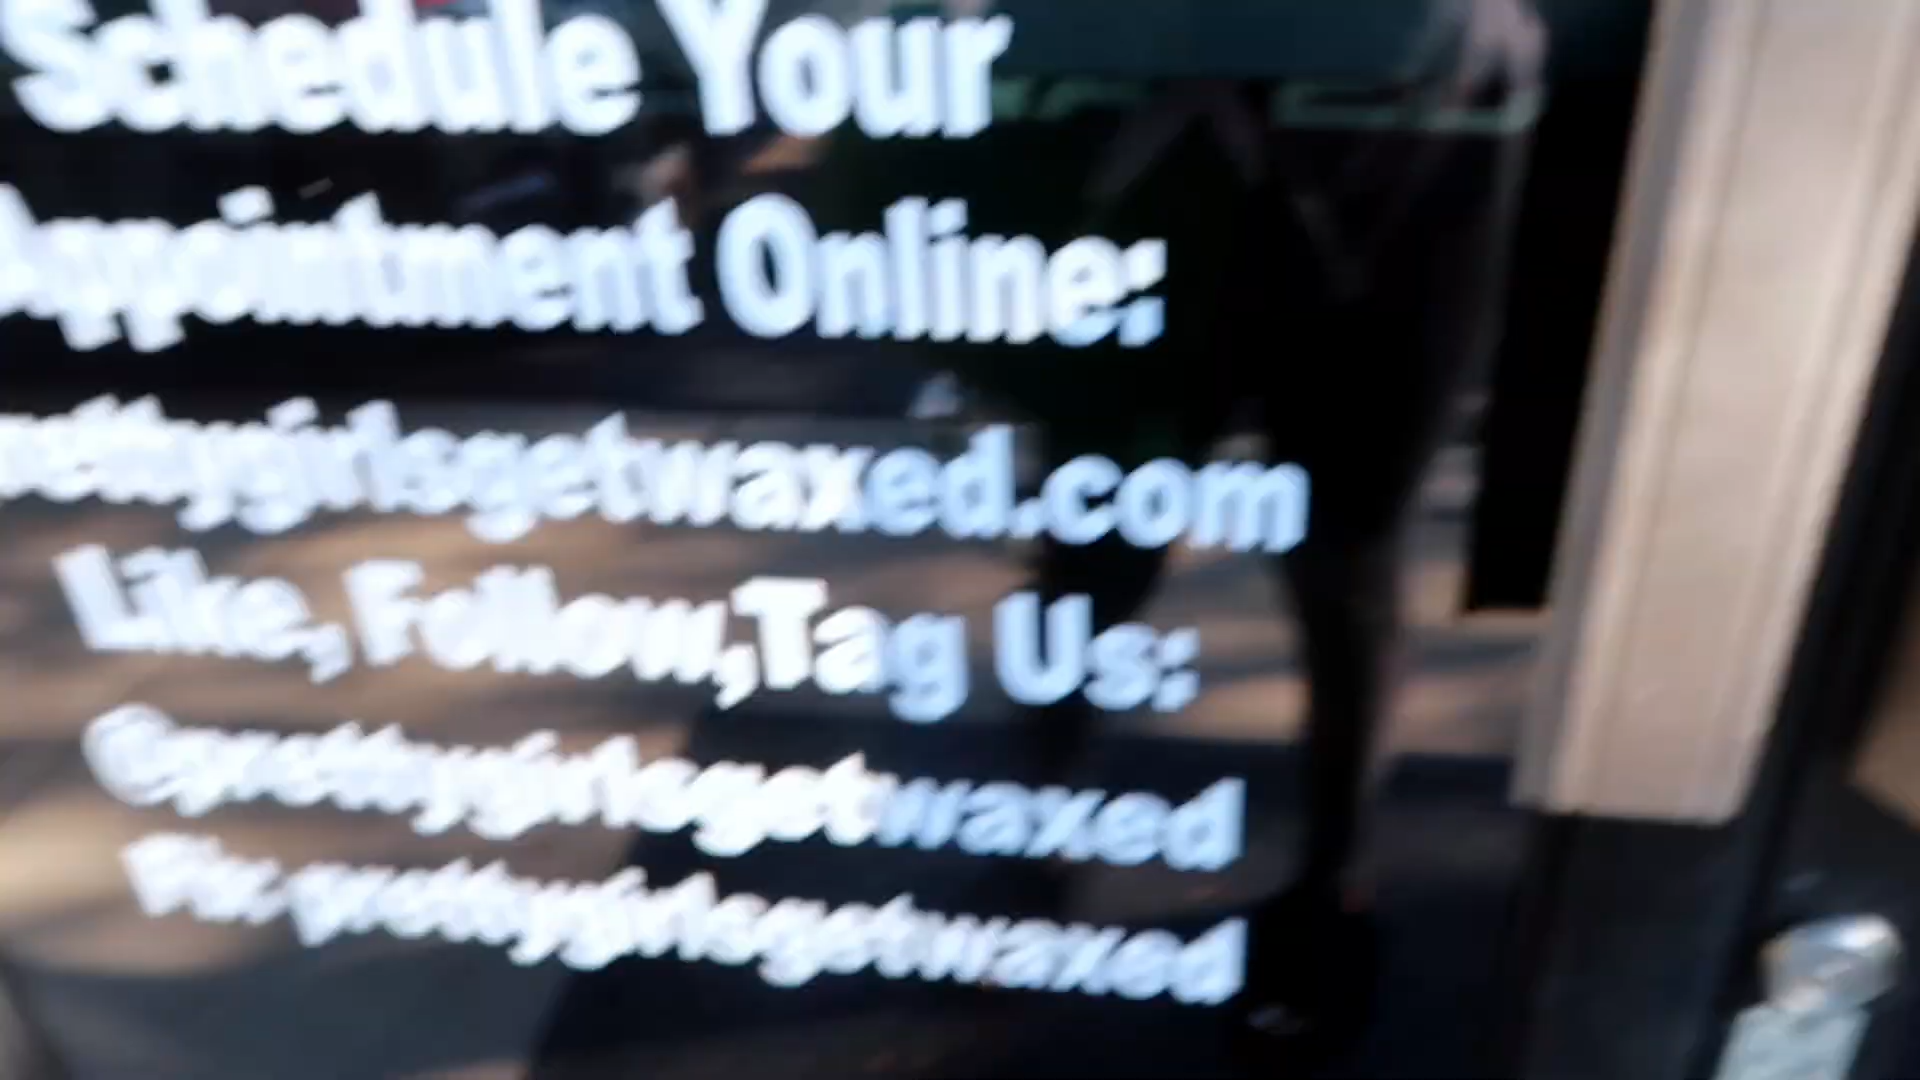 Schedule Your
Appointment Online:
prettygirlsgetwaxed.com
Like, Follow,Tag Us:
@prettygirlsgetwaxed
prettygirlsgetwaxed